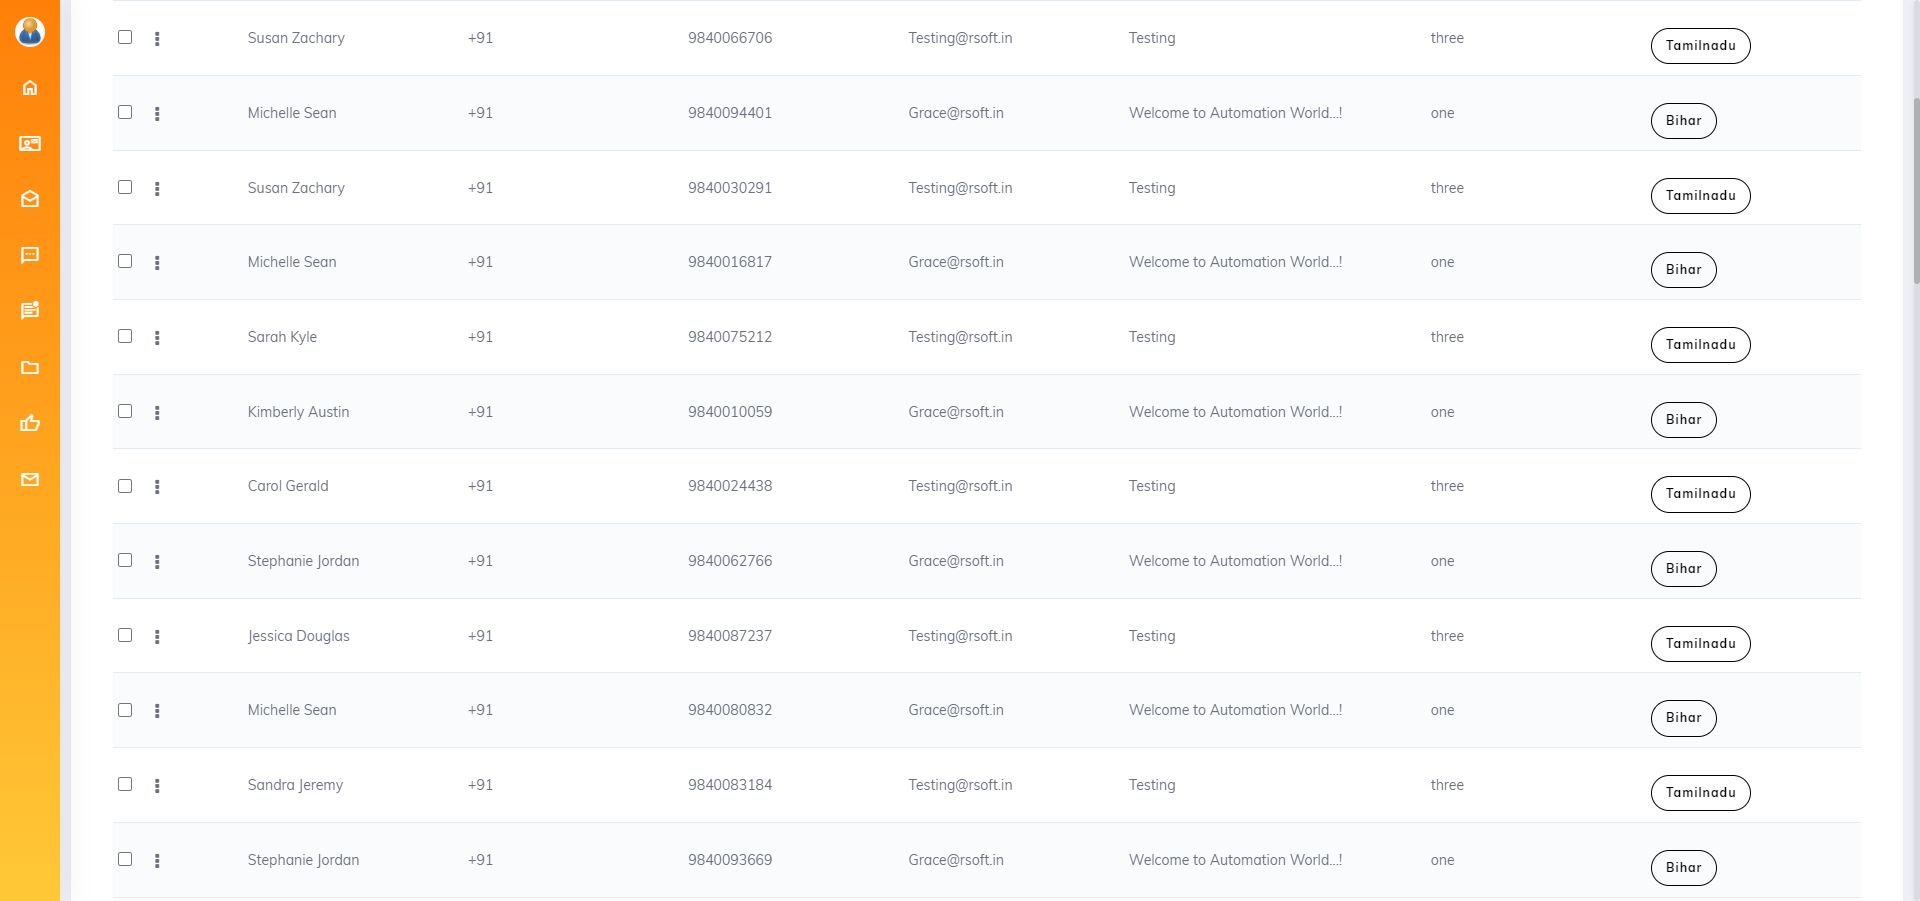 Susan Zachary +91 9840066706 Testing@rsoft.in Testing three Tamilnadu
Michelle Sean +91 9840094401 Grace@rsoft.in Welcome to Automation World...! one Bihar
Susan Zachary +91 9840030291 Testing@rsoft.in Testing three Tamilnadu
Michelle Sean +91 9840016817 Grace@rsoft.in Welcome to Automation World...! one Bihar
Sarah Kyle +91 9840075212 Testing@rsoft.in Testing three Tamilnadu
Kimberly Austin +91 9840010059 Grace@rsoft.in Welcome to Automation World...! one Bihar
Carol Gerald +91 9840024438 Testing@rsoft.in Testing three Tamilnadu
Stephanie Jordan +91 9840062766 Grace@rsoft.in Welcome to Automation World...! one Bihar
Jessica Douglas +91 9840087237 Testing@rsoft.in Testing three Tamilnadu
Michelle Sean +91 9840080832 Grace@rsoft.in Welcome to Automation World...! one Bihar
Sandra Jeremy +91 9840083184 Testing@rsoft.in Testing three Tamilnadu
Stephanie Jordan +91 9840093669 Grace@rsoft.in Welcome to Automation World...! one Bihar